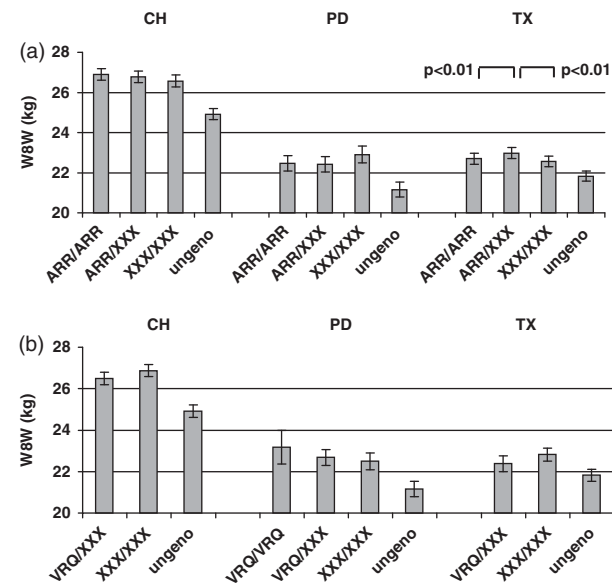 CH PD TX
(a)
28
p<0.01 p<0.01
26
24
22
20
W8W (kg)
ARR/ARR ARR/XXX XXX/XXX ungeno ARR/ARR ARR/XXX XXX/XXX ungeno ARR/ARR ARR/XXX XXX/XXX ungeno
CH PD TX
(b)
28
26
24
22
20
W8W (kg)
VRQ/XXX XXX/XXX ungeno VRQ/VRQ VRQ/XXX XXX/XXX ungeno VRQ/XXX XXX/XXX ungeno